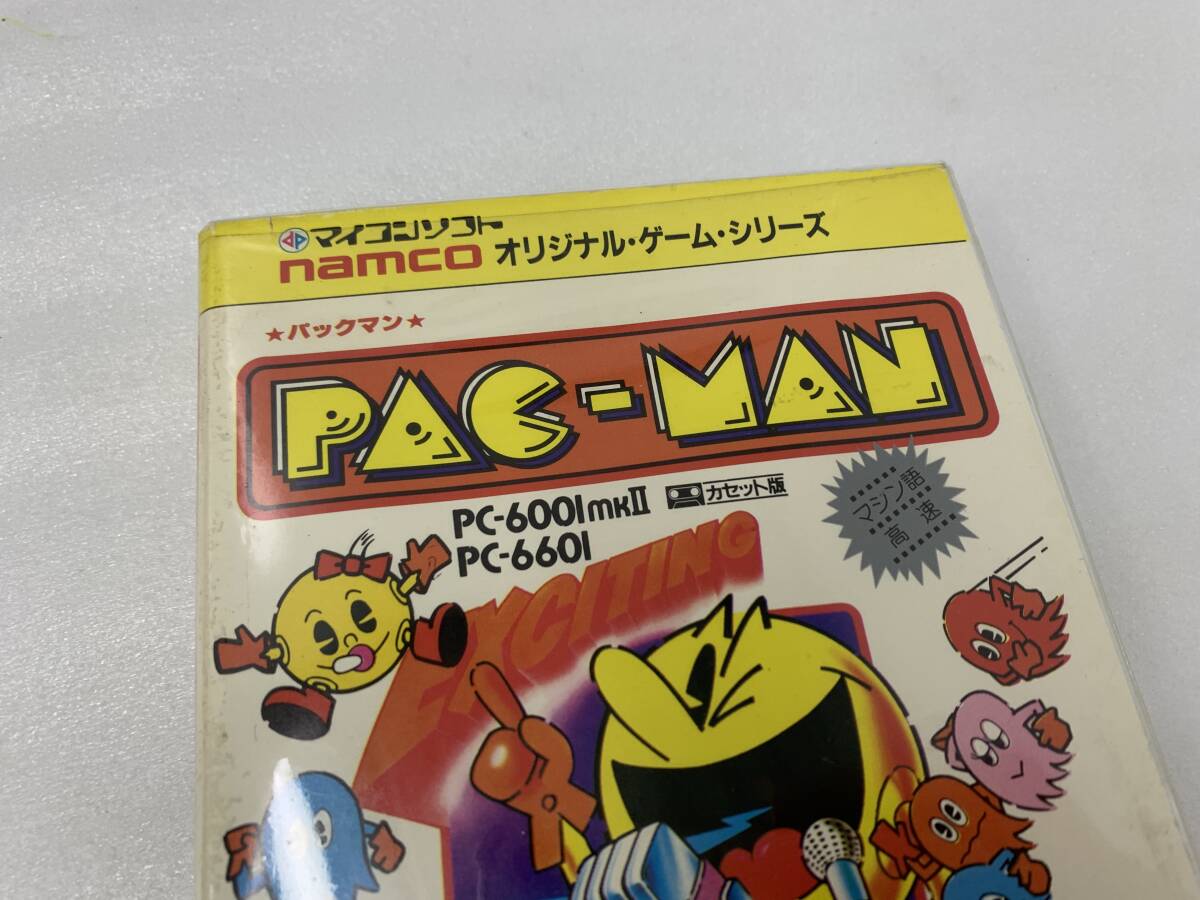 dp マイコンソフト
namco オリジナル・ゲーム・シリーズ
★パックマン★
PAC-MAN
PC-6001mkII カセット版
PC-6601
マシン語
高速
EXCITING